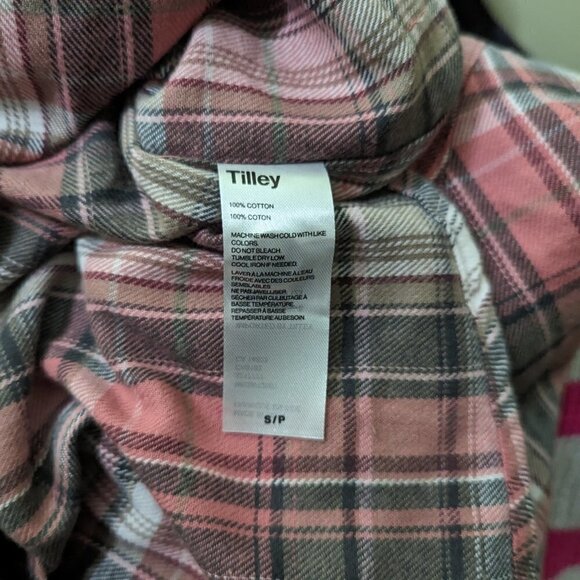 Tilley
100% COTTON
100% COTON
MACHINE WASH COLD WITH LIKE
COLORS.
DO NOT BLEACH.
TUMBLE DRY LOW.
COOL IRON IF NEEDED.
LAVER À LA MACHINE À L'EAU
FROIDE AVEC DES COULEURS
SEMBLABLES
NE PAS JAVELLISER
SÉCHER PAR CULBUTAGE À
BASSE TEMPÉRATURE
REPASSER À BASSE
TEMPÉRATURE AU BESOIN.
S/P